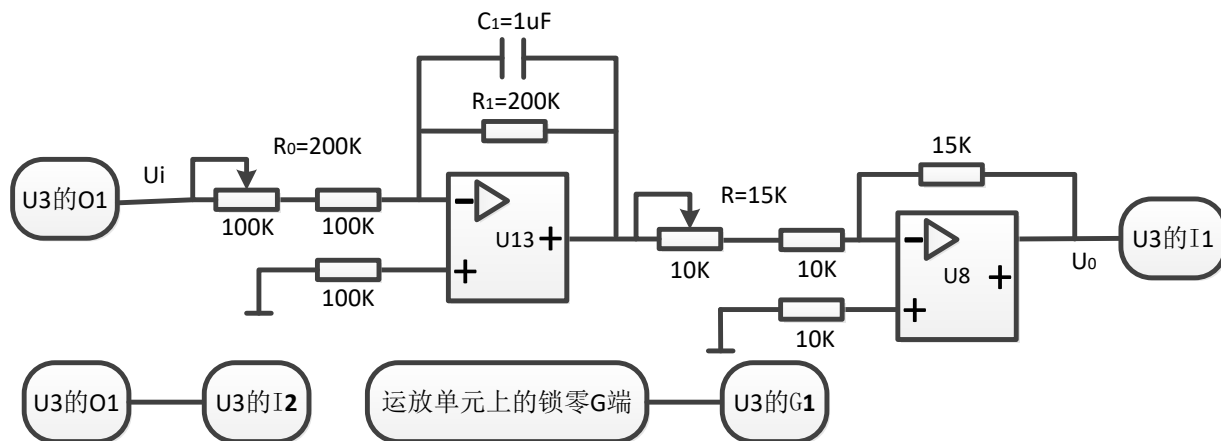 C₁=1uF
R₁=200K
R₀=200K
15K
Ui
U3的O1
100K
100K
U13
R=15K
10K
10K
U8
U₀
U3的I1
100K
10K
U3的O1
U3的I2
运放单元上的锁零G端
U3的G1